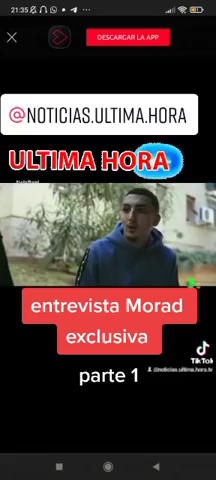 21:35
DESCARGAR LA APP
@NOTICIAS.ULTIMA.HORA
ULTIMA HORA
entrevista Morad
exclusiva
parte 1
TikTok
@noticias.ultima.hora